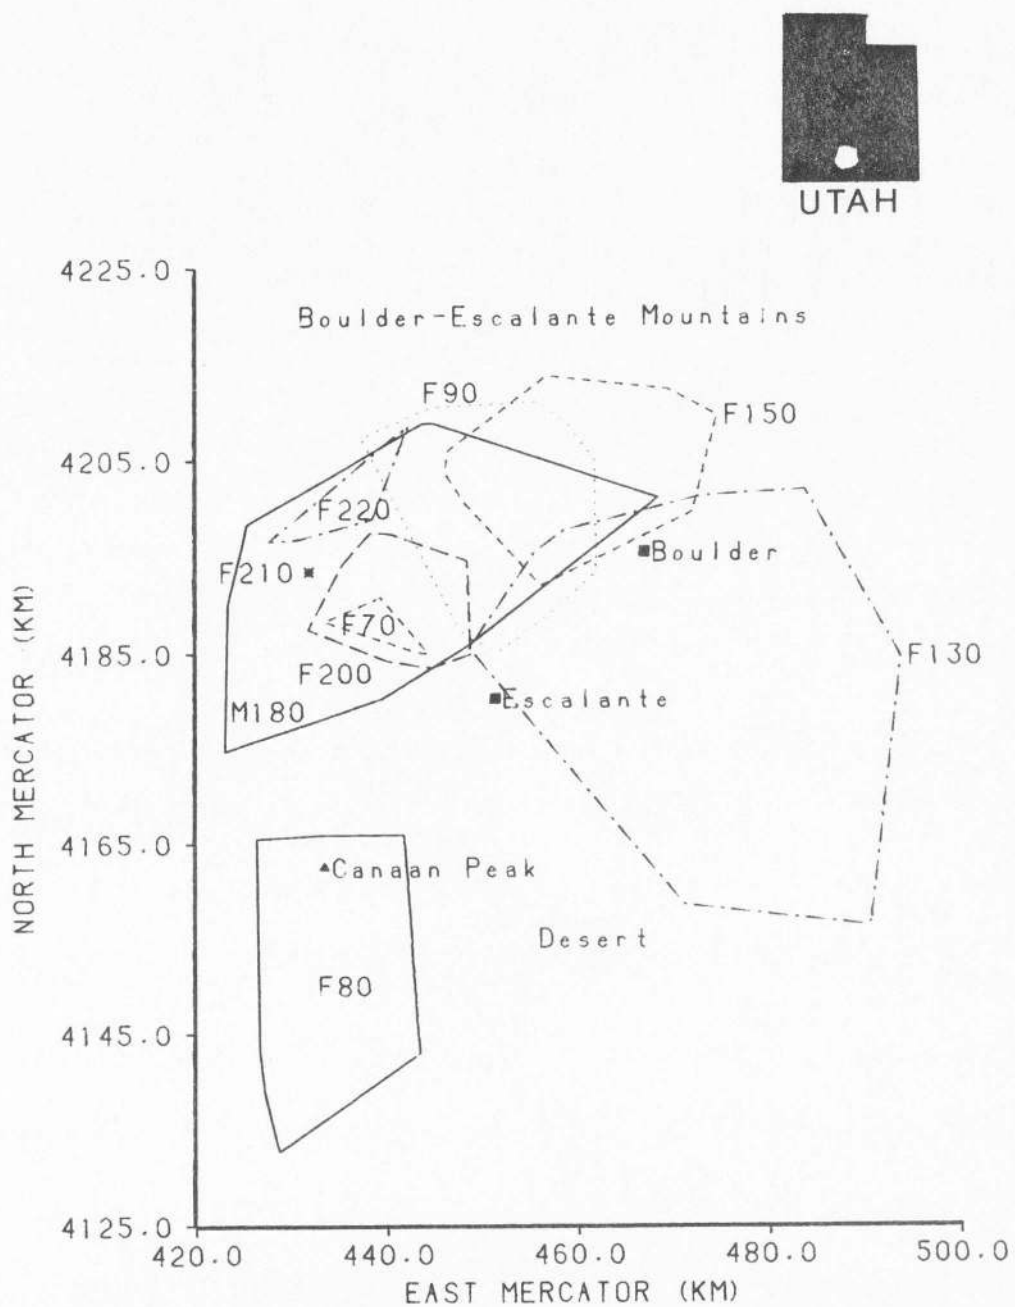 UTAH
4225.0
Boulder-Escalante Mountains
F90
F150
4205.0
F220
Boulder
F210
F70
4185.0
F130
F200
Escalante
M180
4165.0
Canaan Peak
Desert
F80
4145.0
4125.0
420.0 440.0 460.0 480.0 500.0
EAST MERCATOR (KM)
NORTH MERCATOR (KM)